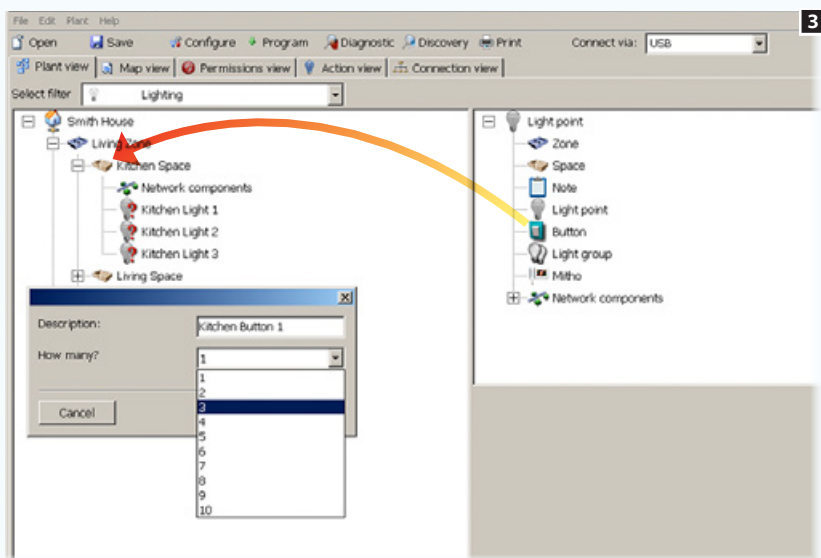 File Edit Plant Help
3
Open Save Configure Program Diagnostic Discovery Print Connect via: USB
Plant view Map view Permissions view Action view Connection view
Select filter Lighting
Smith House
Living Zone
Kitchen Space
Network components
Kitchen Light 1
Kitchen Light 2
Kitchen Light 3
Living Space
Description: Kitchen Button 1
How many? 1
1
2
3
4
5
6
7
8
9
10
Cancel
Light point
Zone
Space
Note
Light point
Button
Light group
Mitho
Network components